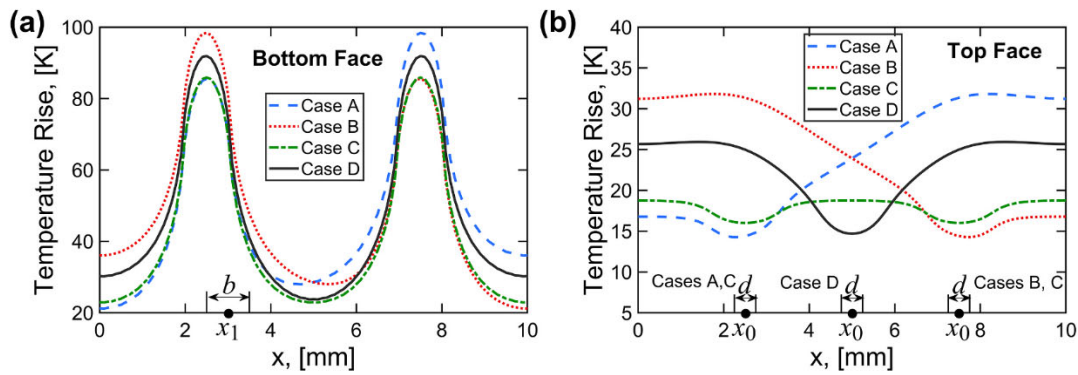 (a)
Temperature Rise, [K]
100
80
60
40
20
Bottom Face
Case A
Case B
Case C
Case D
b
x₁
0
2
4
6
8
10
x, [mm]
(b)
Temperature Rise, [K]
40
35
30
25
20
15
10
5
Case A
Case B
Case C
Case D
Top Face
Cases A,C
d
Case D
d
d
Cases B, C
x₀
x₀
x₀
0
2
4
6
8
10
x, [mm]